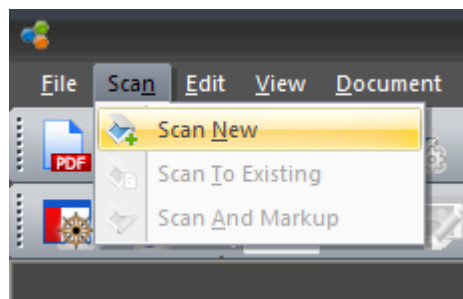 File Scan Edit View Document
Scan New
PDF
Scan To Existing
Scan And Markup